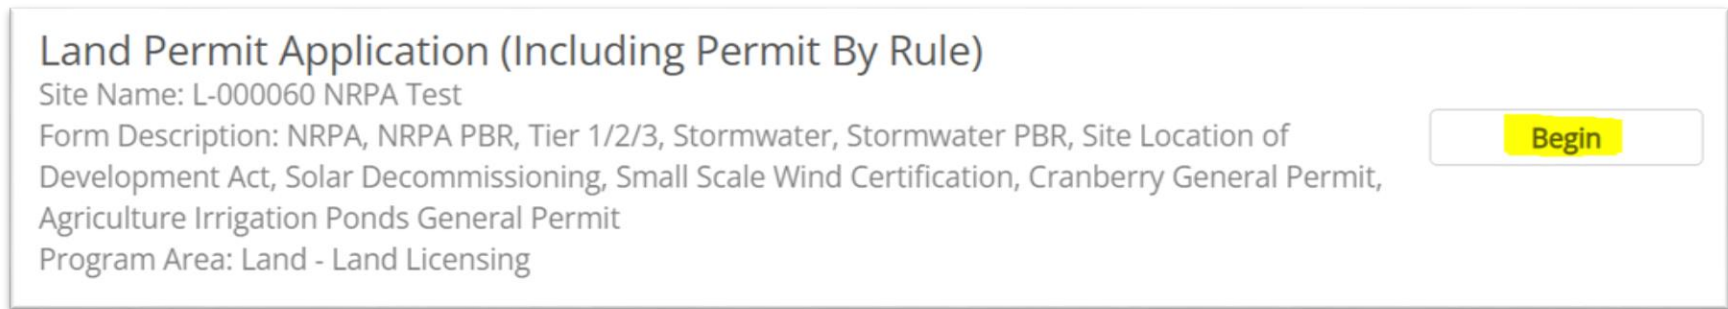 Land Permit Application (Including Permit By Rule)
Site Name: L-000060 NRPA Test
Form Description: NRPA, NRPA PBR, Tier 1/2/3, Stormwater, Stormwater PBR, Site Location of
Development Act, Solar Decommissioning, Small Scale Wind Certification, Cranberry General Permit,
Agriculture Irrigation Ponds General Permit
Program Area: Land - Land Licensing
Begin